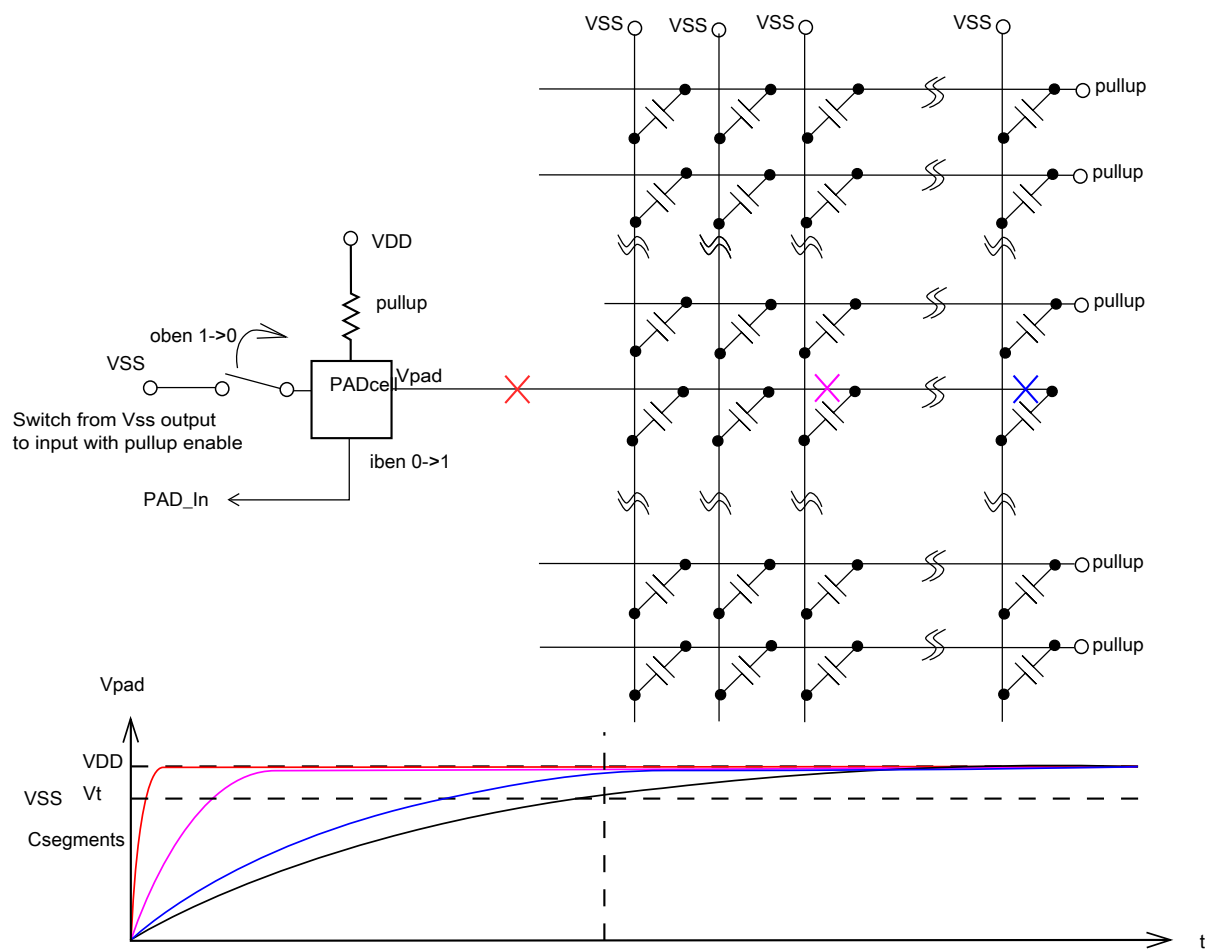 VSS
VSS
VSS
VSS
pullup
pullup
VDD
pullup
pullup
oben 1->0
VSS
PADcell
Vpad
Switch from Vss output
to input with pullup enable
iben 0->1
PAD_In
pullup
pullup
Vpad
VDD
VSS
Vt
Csegments
t